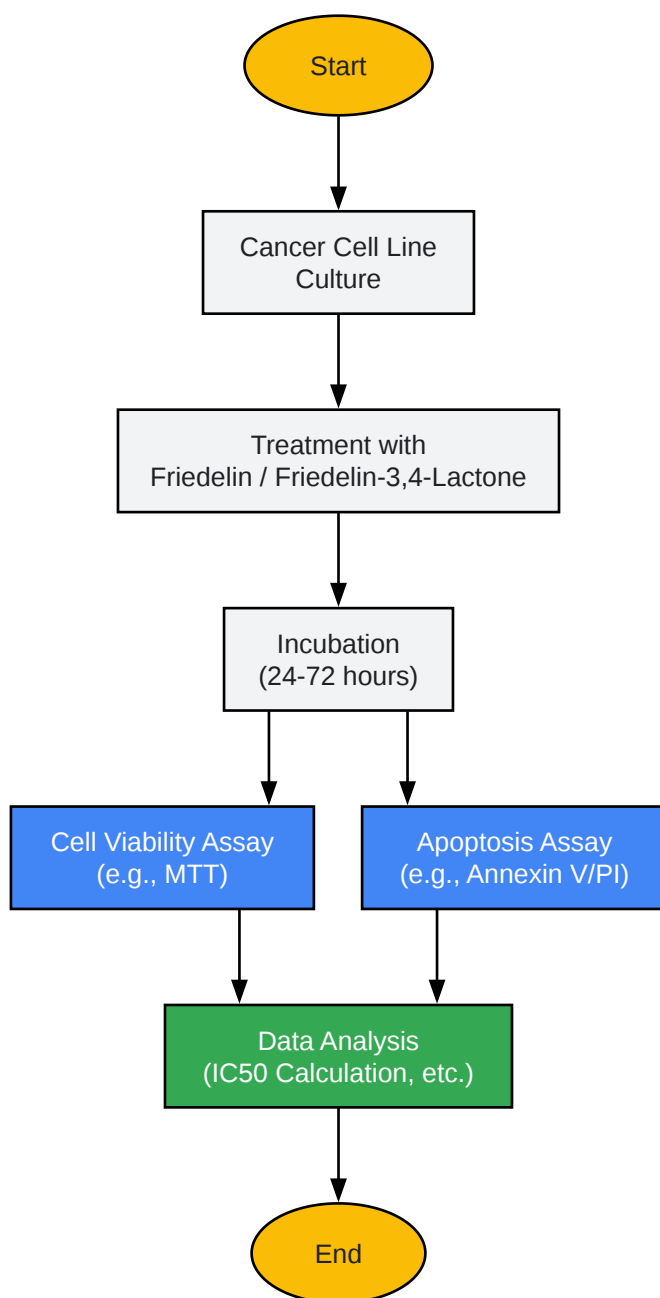 Start
Cancer Cell Line
Culture
Treatment with
Friedelin / Friedelin-3,4-Lactone
Incubation
(24-72 hours)
Cell Viability Assay
(e.g., MTT)
Apoptosis Assay
(e.g., Annexin V/PI)
Data Analysis
(IC50 Calculation, etc.)
End